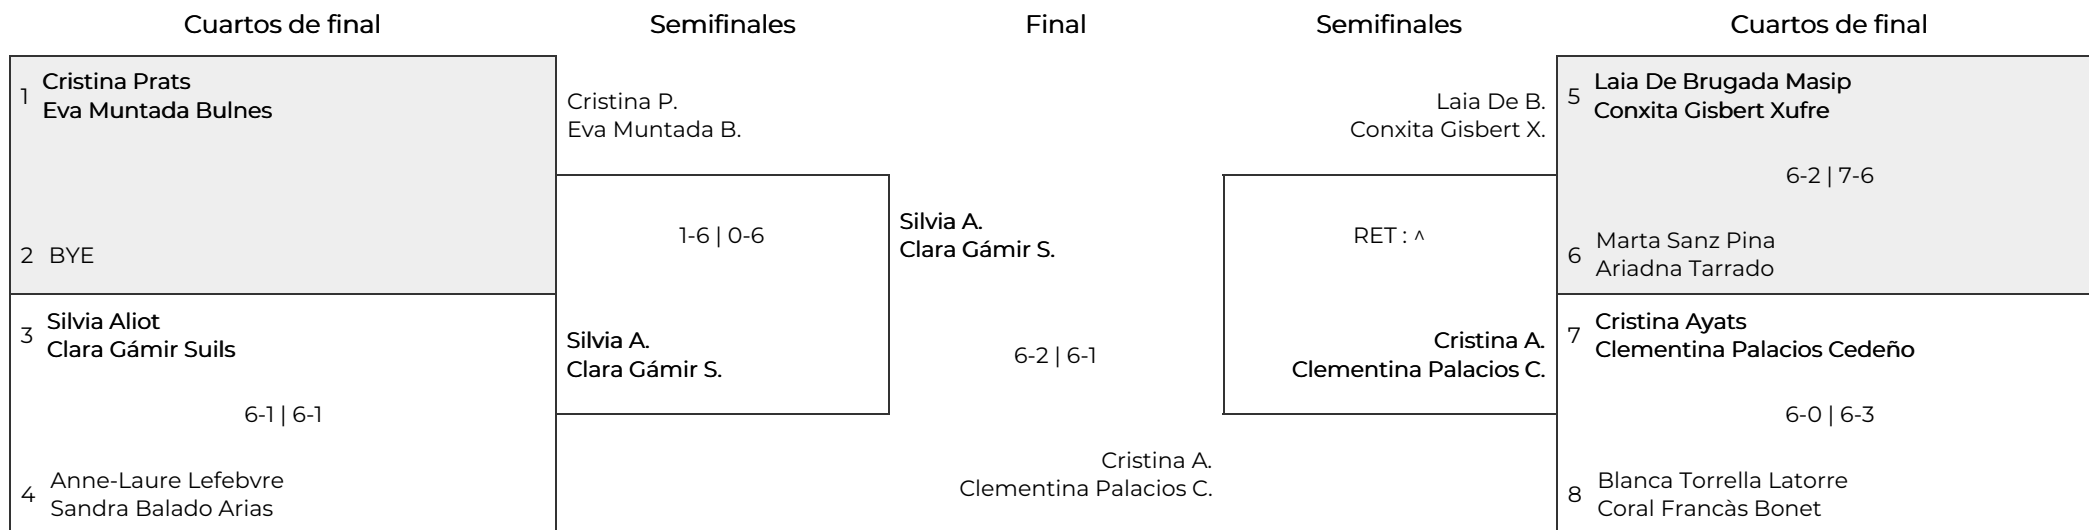 Cuartos de final
Semifinales
Final
Semifinales
Cuartos de final
1
Cristina Prats
Eva Muntada Bulnes
2 BYE
3
Silvia Aliot
Clara Gámir Suils
6-1 | 6-1
4
Anne-Laure Lefebvre
Sandra Balado Arias
Cristina P.
Eva Muntada B.
1-6 | 0-6
Silvia A.
Clara Gámir S.
Silvia A.
Clara Gámir S.
6-2 | 6-1
Cristina A.
Clementina Palacios C.
Laia De B.
Conxita Gisbert X.
RET : ^
Cristina A.
Clementina Palacios C.
5
Laia De Brugada Masip
Conxita Gisbert Xufre
6-2 | 7-6
6
Marta Sanz Pina
Ariadna Tarrado
7
Cristina Ayats
Clementina Palacios Cedeño
6-0 | 6-3
8
Blanca Torrella Latorre
Coral Francàs Bonet